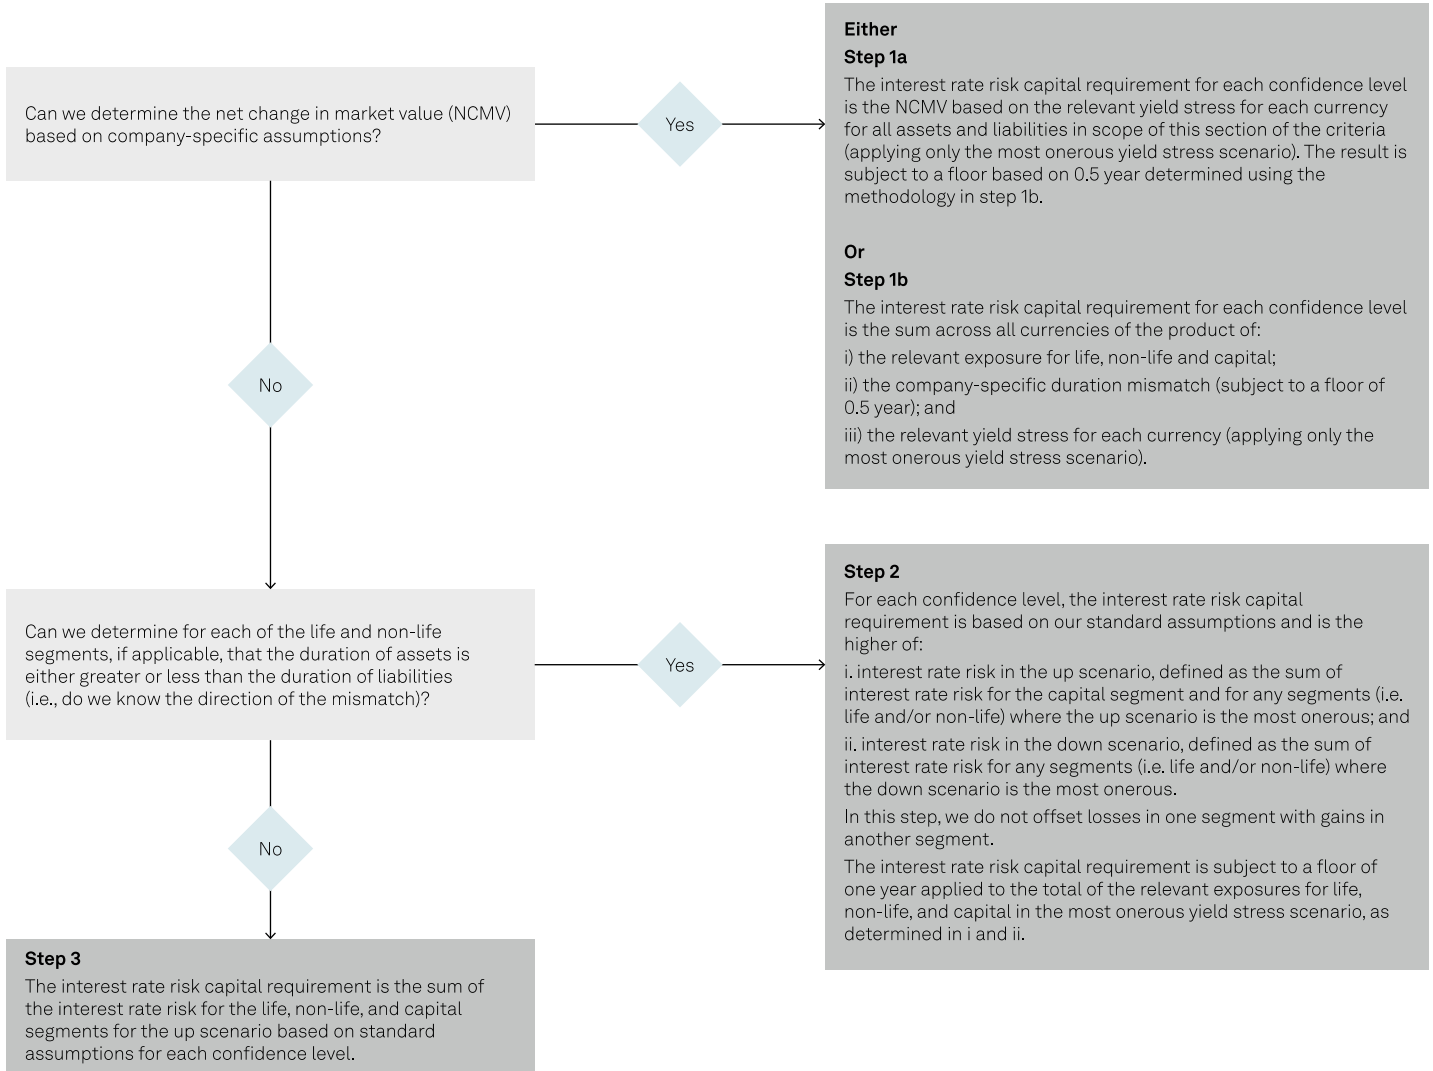 Can we determine the net change in market value (NCMV)
based on company-specific assumptions?
Yes
Either
Step 1a
The interest rate risk capital requirement for each confidence level
is the NCMV based on the relevant yield stress for each currency
for all assets and liabilities in scope of this section of the criteria
(applying only the most onerous yield stress scenario). The result is
subject to a floor based on 0.5 year determined using the
methodology in step 1b.
Or
Step 1b
The interest rate risk capital requirement for each confidence level
is the sum across all currencies of the product of:
i) the relevant exposure for life, non-life and capital;
ii) the company-specific duration mismatch (subject to a floor of
0.5 year); and
iii) the relevant yield stress for each currency (applying only the
most onerous yield stress scenario).
No
Can we determine for each of the life and non-life
segments, if applicable, that the duration of assets is
either greater or less than the duration of liabilities
(i.e., do we know the direction of the mismatch)?
Yes
Step 2
For each confidence level, the interest rate risk capital
requirement is based on our standard assumptions and is the
higher of:
i. interest rate risk in the up scenario, defined as the sum of
interest rate risk for the capital segment and for any segments (i.e.
life and/or non-life) where the up scenario is the most onerous; and
ii. interest rate risk in the down scenario, defined as the sum of
interest rate risk for any segments (i.e. life and/or non-life) where
the down scenario is the most onerous.
In this step, we do not offset losses in one segment with gains in
another segment.
The interest rate risk capital requirement is subject to a floor of
one year applied to the total of the relevant exposures for life,
non-life, and capital in the most onerous yield stress scenario, as
determined in i and ii.
No
Step 3
The interest rate risk capital requirement is the sum of
the interest rate risk for the life, non-life, and capital
segments for the up scenario based on standard
assumptions for each confidence level.